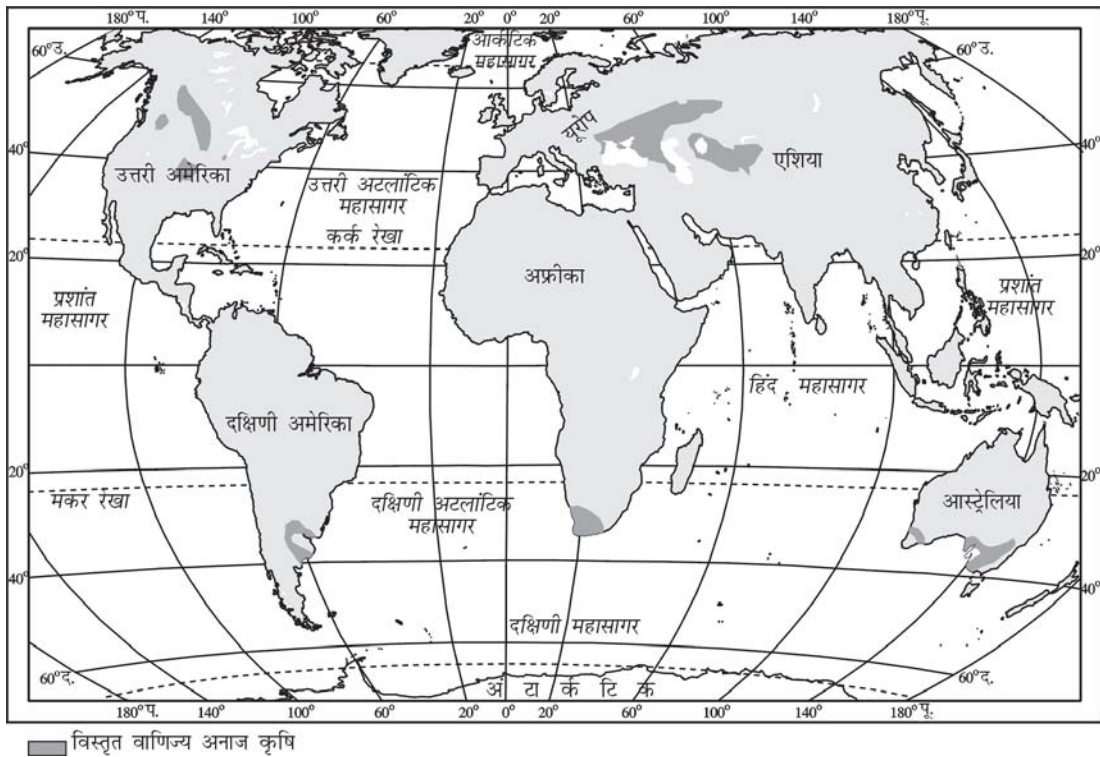 180°प. 140° 100° 60° 20° 0° 20° 60° 100° 140° 180°पू.
60°उ.
आर्कटिक
महासागर
60°उ.
यूरोप
40°
एशिया
40°
उत्तरी अमेरिका
उत्तरी अटलांटिक
महासागर
कर्क रेखा
20°
20°
अफ्रीका
प्रशांत
महासागर
प्रशांत
महासागर
हिंद महासागर
दक्षिणी अमेरिका
20°
20°
मकर रेखा
दक्षिणी अटलांटिक
महासागर
आस्ट्रेलिया
40°
40°
दक्षिणी महासागर
60°द.
60°द.
अंटार्कटिक
180°प. 140° 100° 60° 20° 0° 20° 60° 100° 140° 180°पू.
विस्तृत वाणिज्य अनाज कृषि